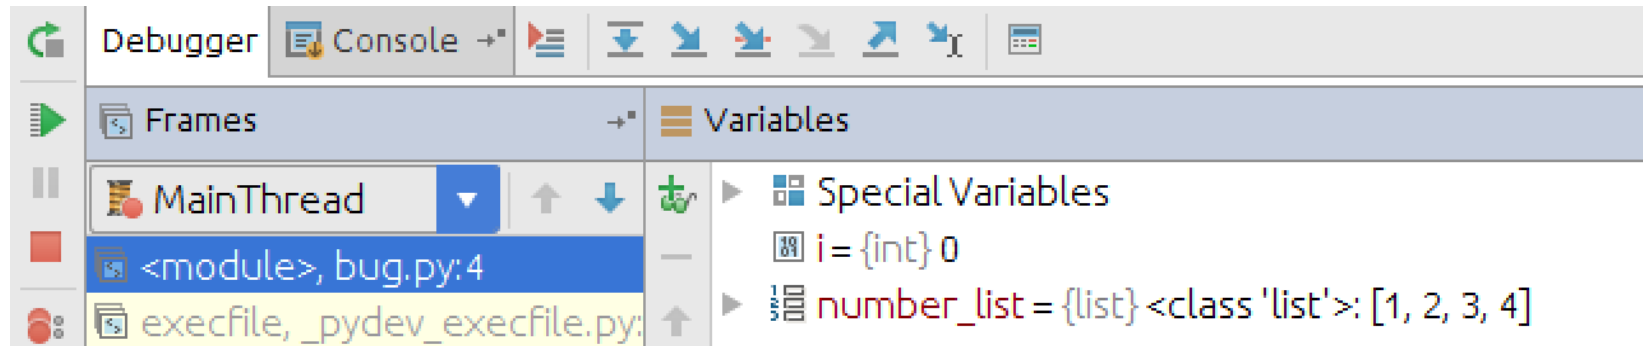 Debugger Console
Frames Variables
MainThread Special Variables
<module>, bug.py:4 i = {int} 0
execfile, _pydev_execfile.py: number_list = {list} <class 'list'>: [1, 2, 3, 4]